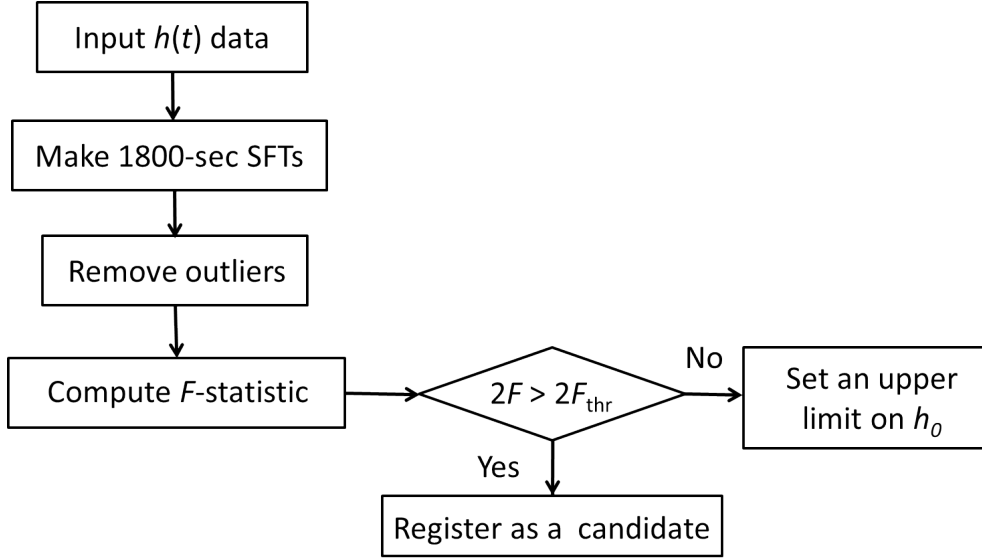 Input h(t) data
Make 1800-sec SFTs
Remove outliers
Compute F-statistic
2F > 2Fthr
No
Set an upper
limit on h0
Yes
Register as a candidate